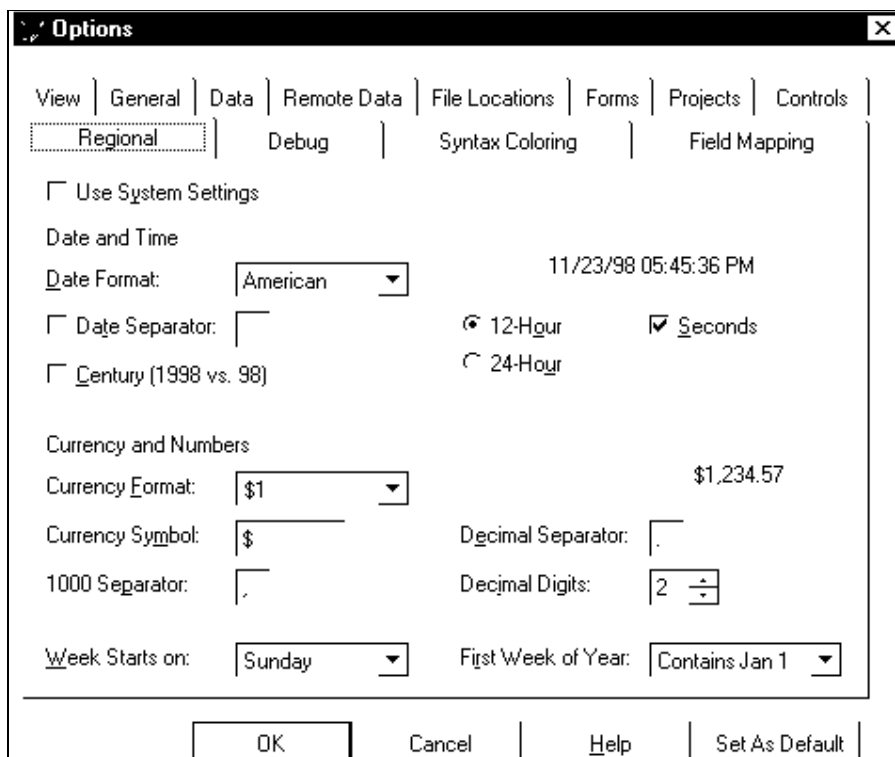 Options
View General Data Remote Data File Locations Forms Projects Controls
Regional Debug Syntax Coloring Field Mapping
Use System Settings
Date and Time
11/23/98 05:45:36 PM
Date Format: American
Date Separator: 12-Hour Seconds
Century (1998 vs. 98) 24-Hour
Currency and Numbers
$1,234.57
Currency Format: $1
Currency Symbol: $ Decimal Separator: .
1000 Separator: , Decimal Digits: 2
Week Starts on: Sunday First Week of Year: Contains Jan 1
OK Cancel Help Set As Default